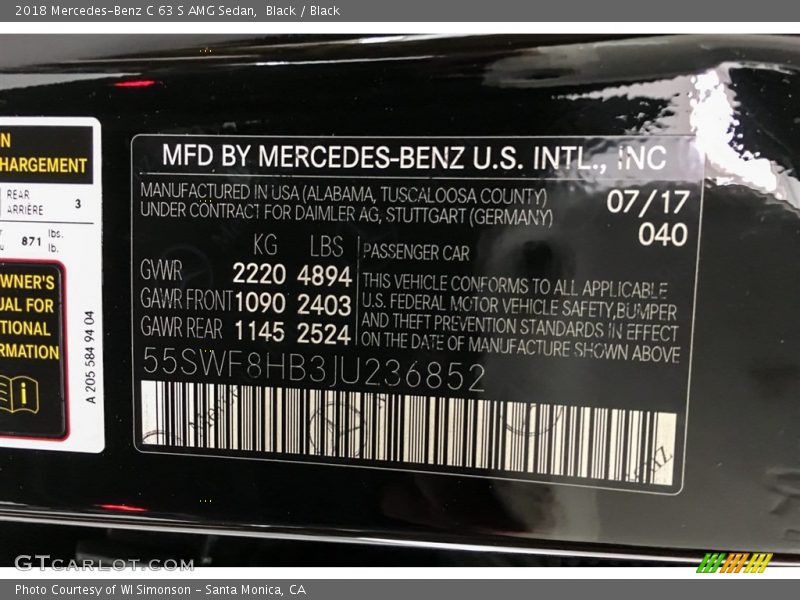 2018 Mercedes-Benz C 63 S AMG Sedan, Black / Black
N
HARGEMENT
REAR
ARRIÈRE
3
871 lbs.
lb.
WNER'S
UAL FOR
TIONAL
RMATION
i
A 205 584 94 04
MFD BY MERCEDES-BENZ U.S. INTL., INC
MANUFACTURED IN USA (ALABAMA, TUSCALOOSA COUNTY)
UNDER CONTRACT FOR DAIMLER AG, STUTTGART (GERMANY)
07/17
040
KG LBS
GVWR 2220 4894
GAWR FRONT 1090 2403
GAWR REAR 1145 2524
PASSENGER CAR
THIS VEHICLE CONFORMS TO ALL APPLICABLE
U.S. FEDERAL MOTOR VEHICLE SAFETY, BUMPER
AND THEFT PREVENTION STANDARDS IN EFFECT
ON THE DATE OF MANUFACTURE SHOWN ABOVE
55SWF8HB3JU236852
GTCARLOT.COM
Photo Courtesy of WI Simonson - Santa Monica, CA